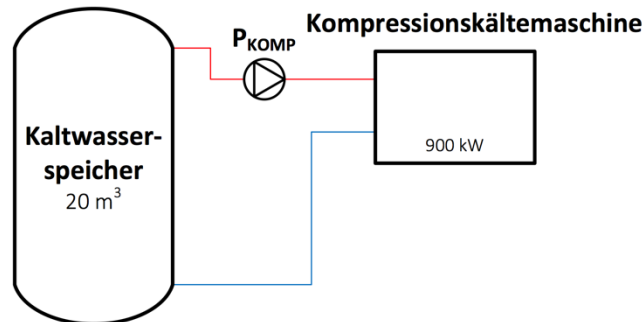 Kompressionskältemaschine
P_KOMP
Kaltwasser-
speicher
20 m³
900 kW